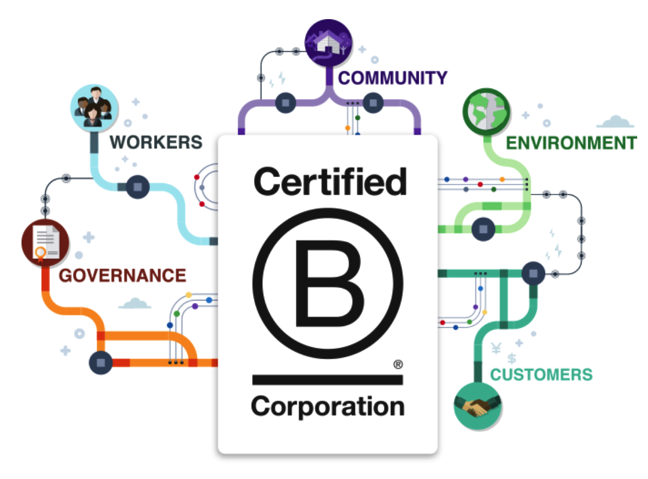 COMMUNITY
WORKERS
ENVIRONMENT
Certified
B
GOVERNANCE
®
CUSTOMERS
Corporation
¥
$